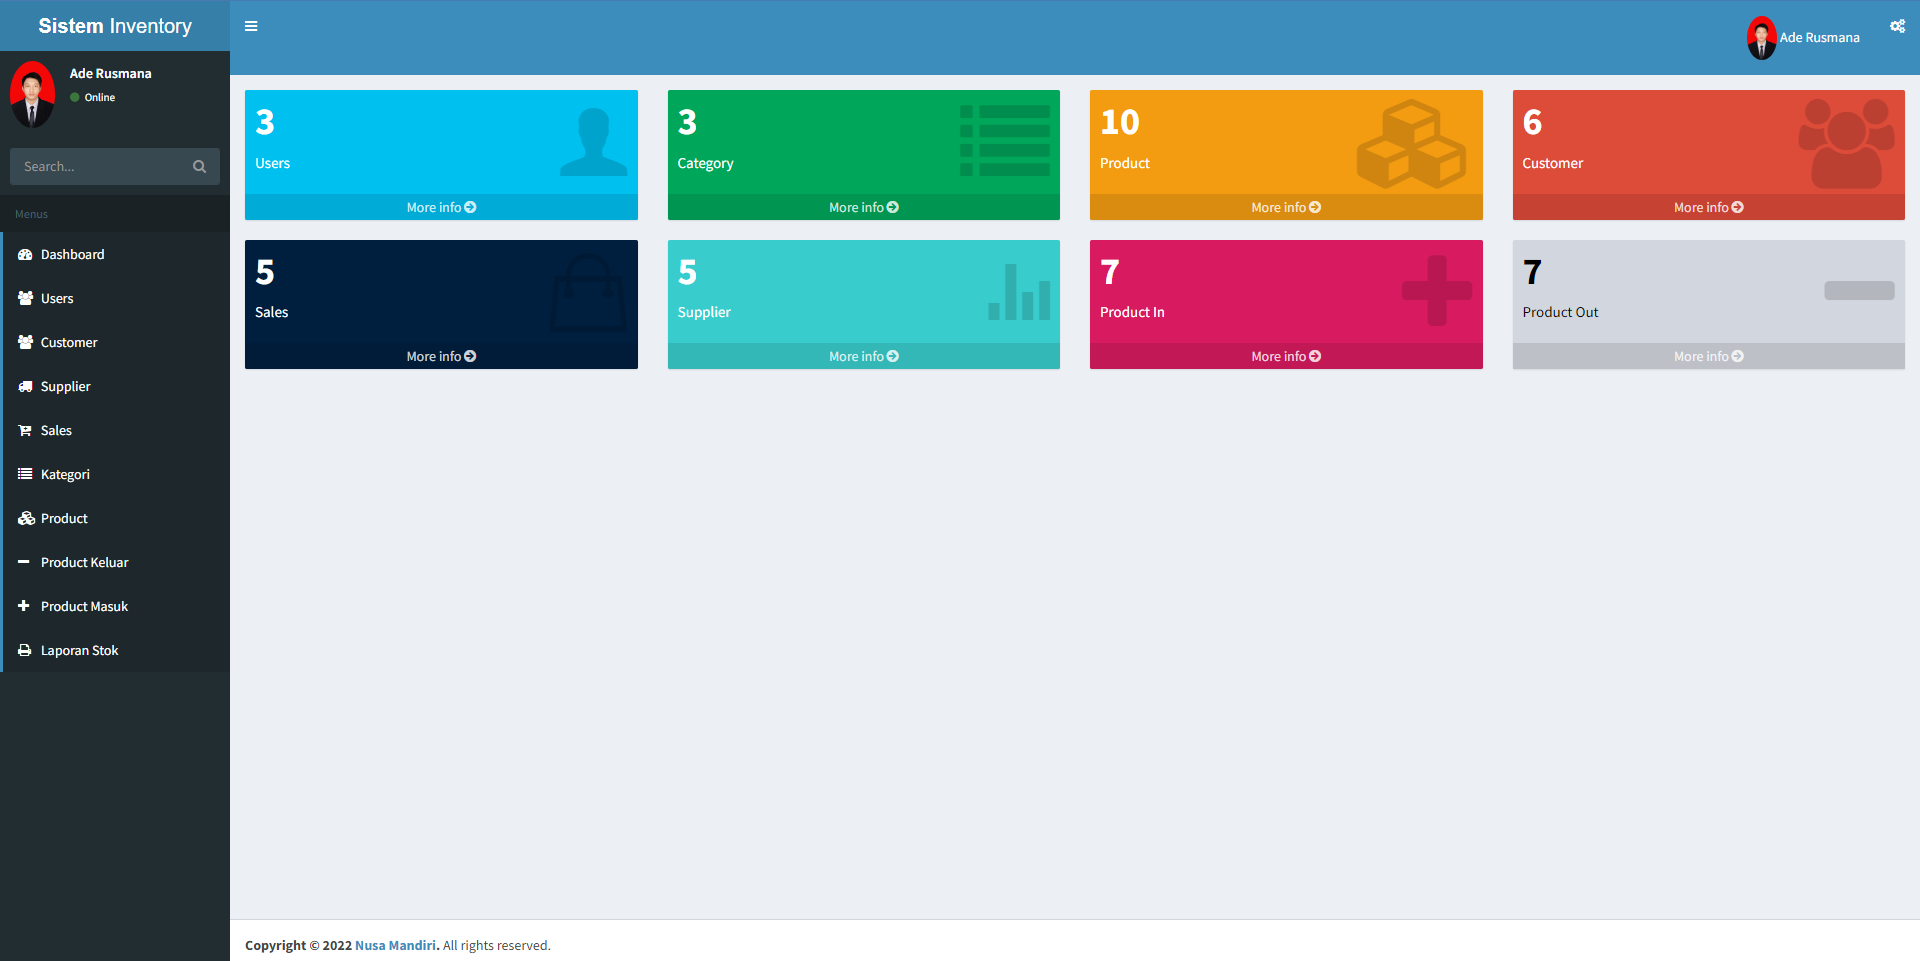 Sistem Inventory
Ade Rusmana
Ade Rusmana
Online
Search...
Menus
Dashboard
Users
Customer
Supplier
Sales
Kategori
Product
Product Keluar
Product Masuk
Laporan Stok
3
Users
More info
3
Category
More info
10
Product
More info
6
Customer
More info
5
Sales
More info
5
Supplier
More info
7
Product In
More info
7
Product Out
More info
Copyright © 2022 Nusa Mandiri. All rights reserved.